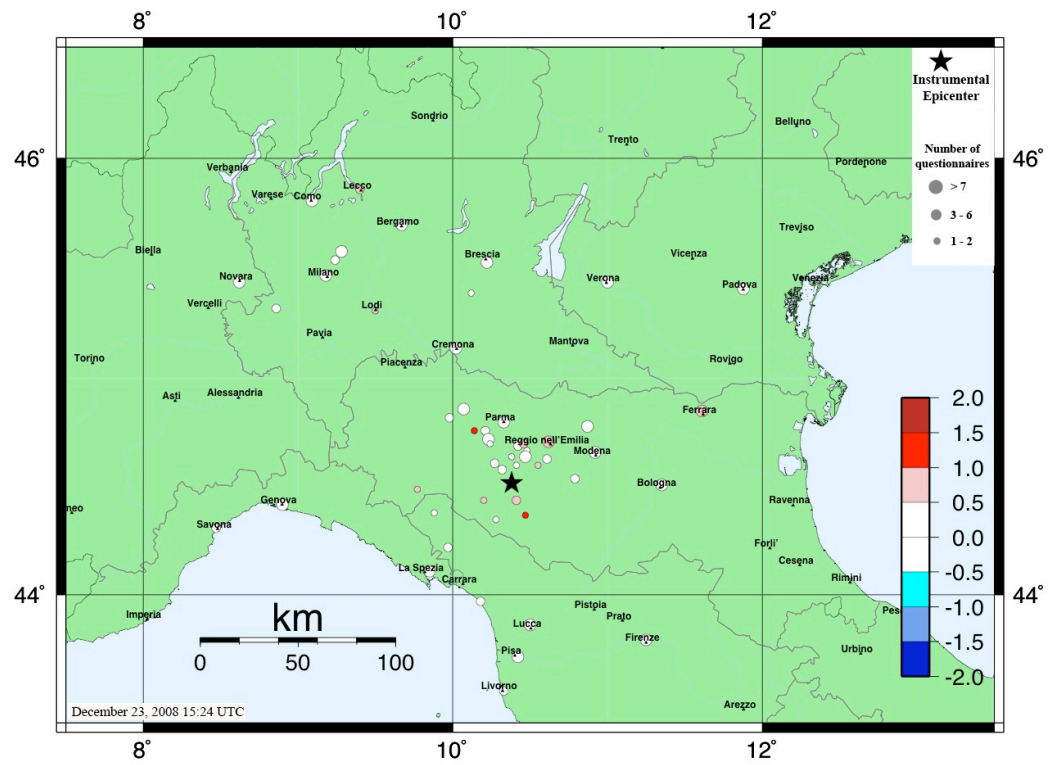 8° 10° 12°
Instrumental
Epicenter
Sondrio
Belluno
Trento
46° 46°
Number of
questionnaires
Pordenone
Verbania
Lecco
Varese Como
> 7
3 - 6
1 - 2
Bergamo
Treviso
Biella
Brescia
Vicenza
Novara
Milano
Verona
Padova
Venezia
Vercelli
Lodi
Pavia
Cremona
Mantova
Torino
Piacenza
Rovigo
Asti
Alessandria
2.0
Parma
Ferrara
1.5
Reggio nell'Emilia
Modena
1.0
Bologna
0.5
Genova
Ravenna
neo
Savona
0.0
Forli'
Cesena
-0.5
La Spezia
Carrara
Rimini
44° 44°
-1.0
Imperia
Pistoia
Prato
Pes
km
Lucca
Firenze
-1.5
Urbino
Pisa
0 50 100
-2.0
Livorno
Arezzo
December 23, 2008 15:24 UTC
8° 10° 12°